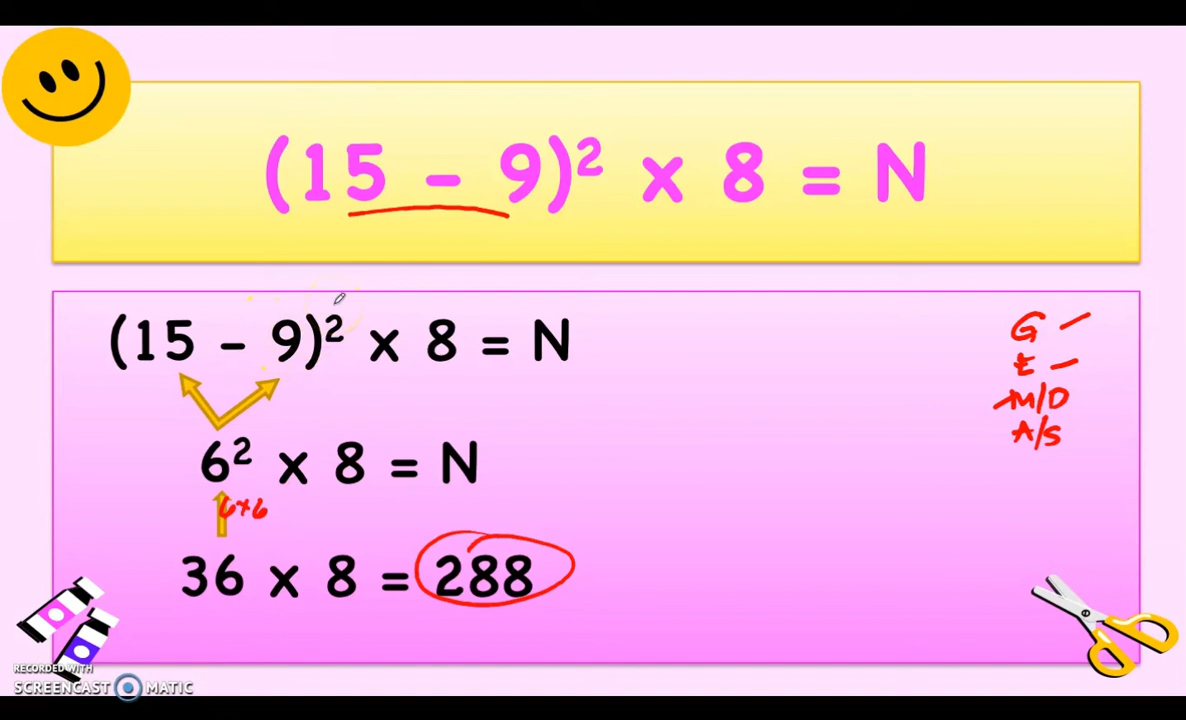 (15 - 9)² x 8 = N
(15 - 9)² x 8 = N
6² x 8 = N
6x6
36 x 8 = 288
G
E
M/D
A/S
RECORDED WITH
SCREENCAST MATIC